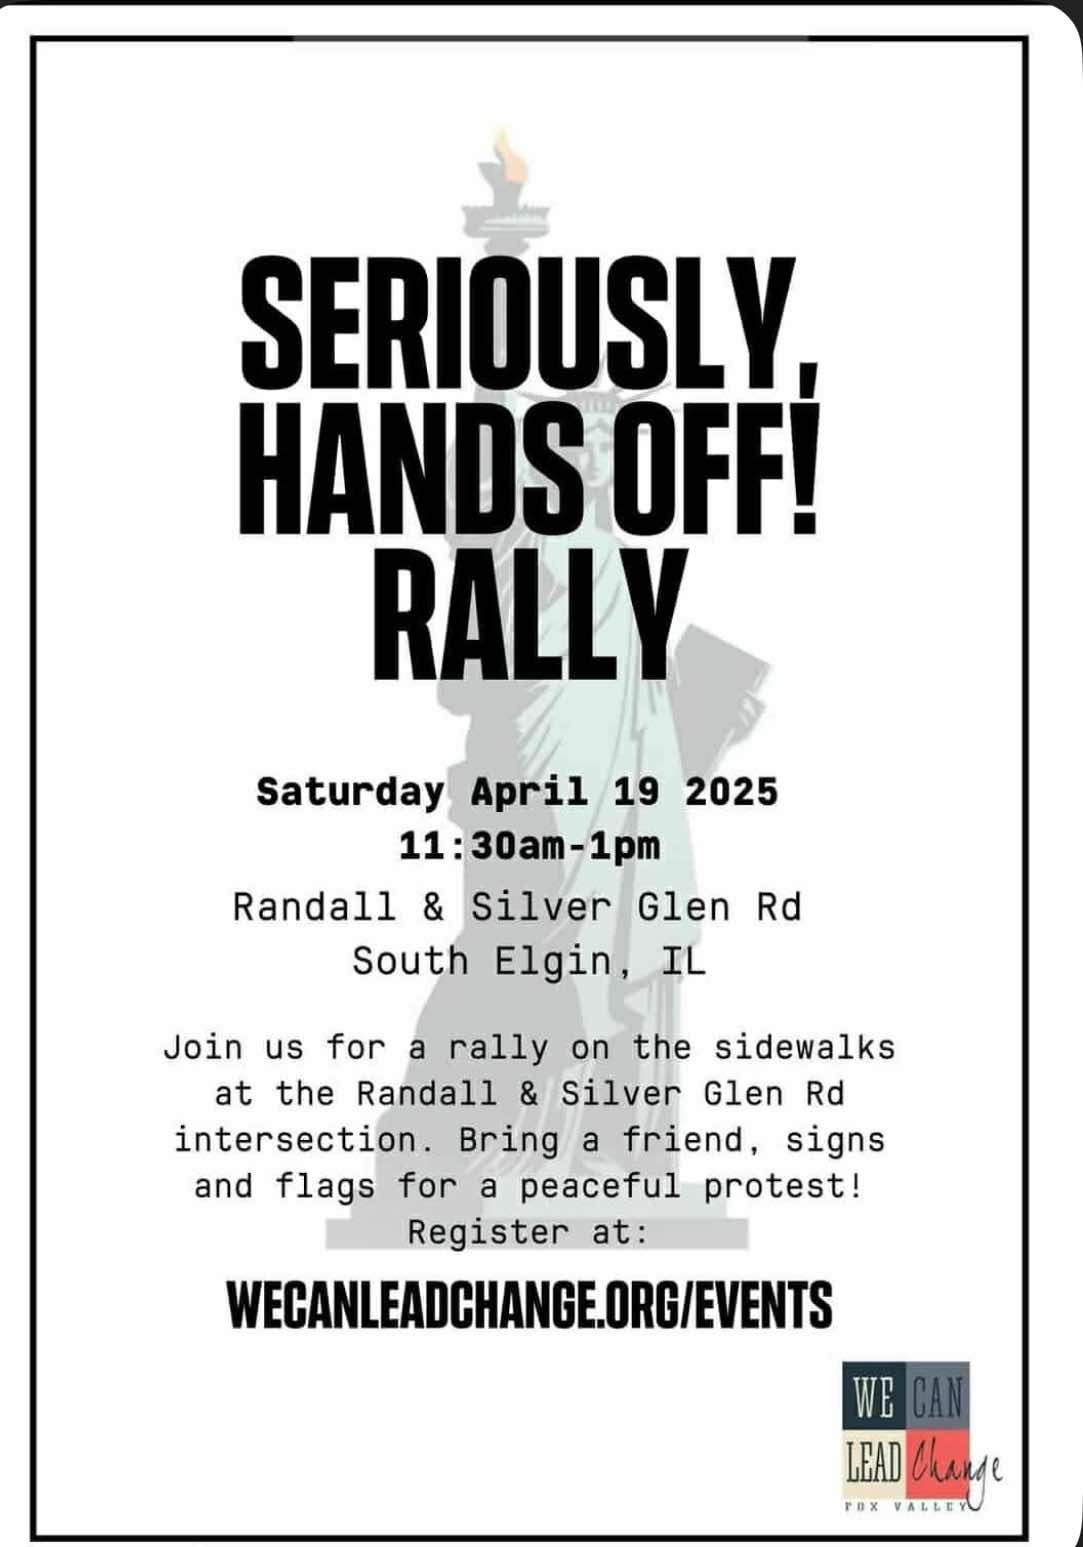 SERIOUSLY,
HANDS OFF!
RALLY
Saturday April 19 2025
11:30am-1pm
Randall & Silver Glen Rd
South Elgin, IL
Join us for a rally on the sidewalks
at the Randall & Silver Glen Rd
intersection. Bring a friend, signs
and flags for a peaceful protest!
Register at:
WECANLEADCHANGE.ORG/EVENTS
WE CAN
LEAD Change
FOX VALLEY